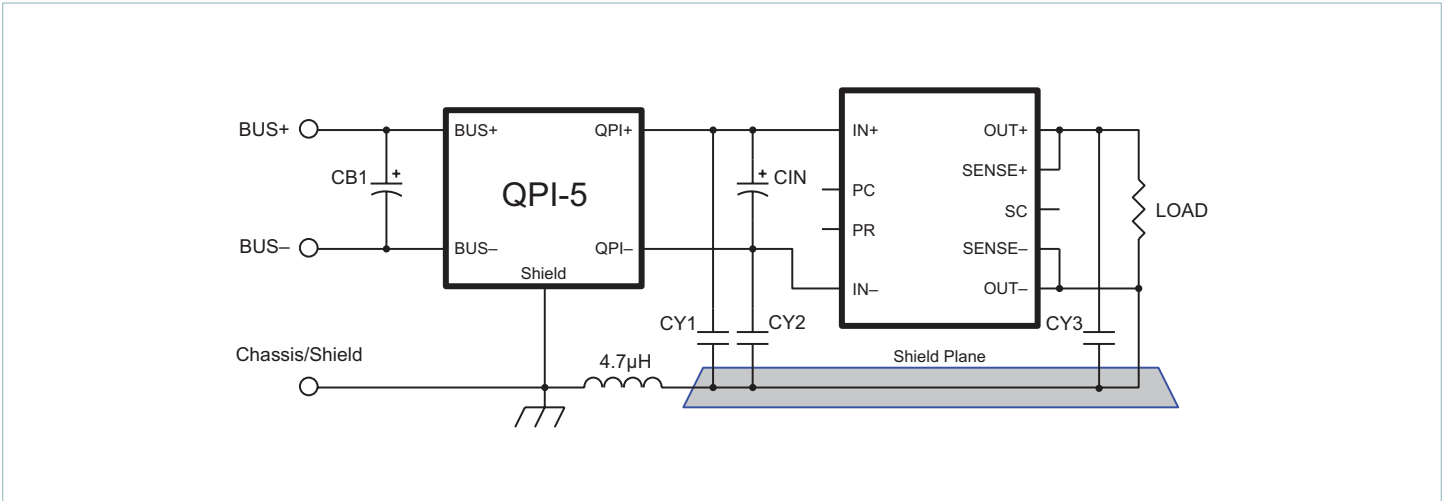 BUS+
BUS+
QPI+
IN+
OUT+
CB1
+
QPI-5
+
CIN
SENSE+
PC
SC
LOAD
PR
BUS–
BUS–
QPI–
SENSE–
Shield
IN–
OUT–
CY1
CY2
CY3
Chassis/Shield
4.7µH
Shield Plane